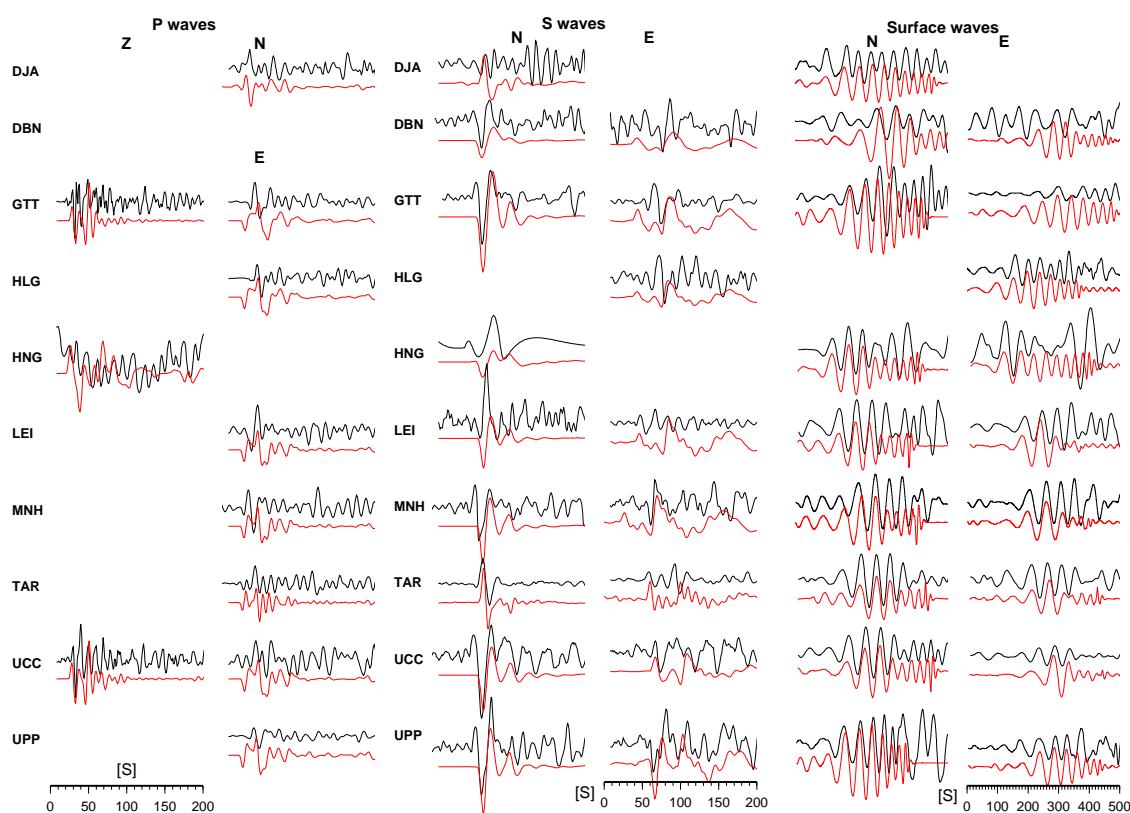 P waves S waves Surface waves
Z N N E N E
DJA DJA
DBN DBN
E
GTT GTT
HLG HLG
HNG HNG
LEI LEI
MNH MNH
TAR TAR
UCC UCC
UPP UPP
[S] [S] [S]
0 50 100 150 200 0 50 100 150 200 0 100 200 300 400 500